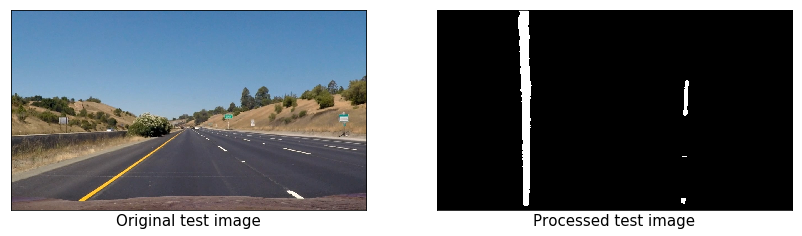 Original test image
Processed test image